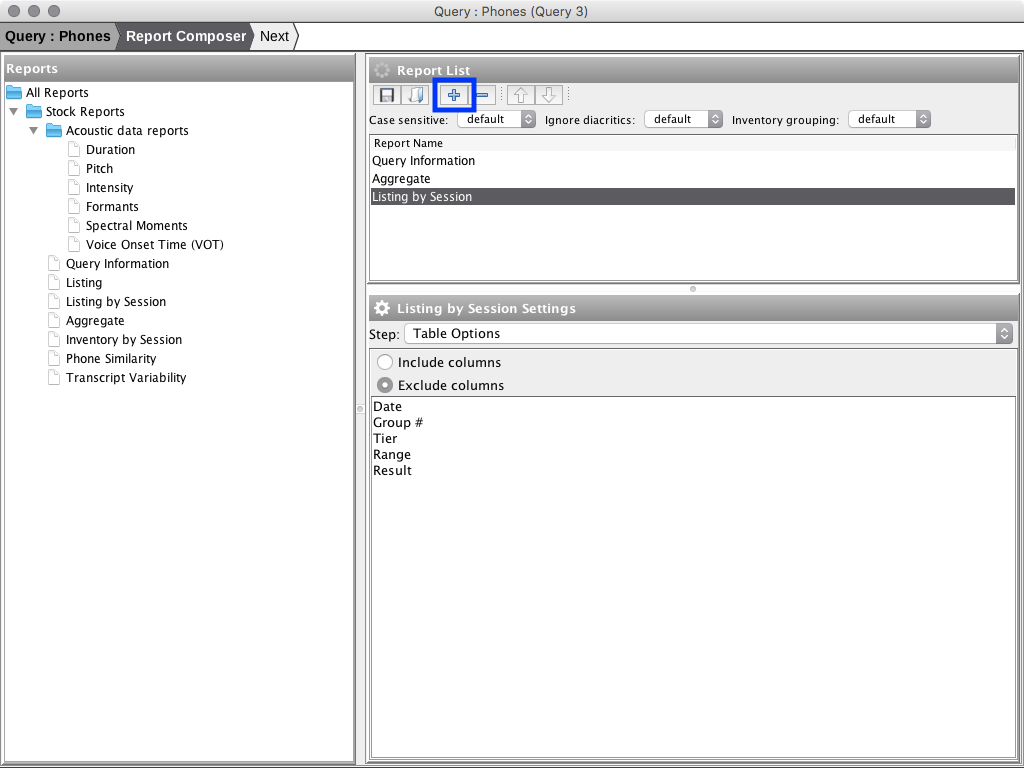 Query : Phones (Query 3)
Query : Phones
Report Composer
Next
Reports
All Reports
Stock Reports
Acoustic data reports
Duration
Pitch
Intensity
Formants
Spectral Moments
Voice Onset Time (VOT)
Query Information
Listing
Listing by Session
Aggregate
Inventory by Session
Phone Similarity
Transcript Variability
Report List
Case sensitive: default Ignore diacritics: default Inventory grouping: default
Report Name
Query Information
Aggregate
Listing by Session
Listing by Session Settings
Step: Table Options
Include columns
Exclude columns
Date
Group #
Tier
Range
Result